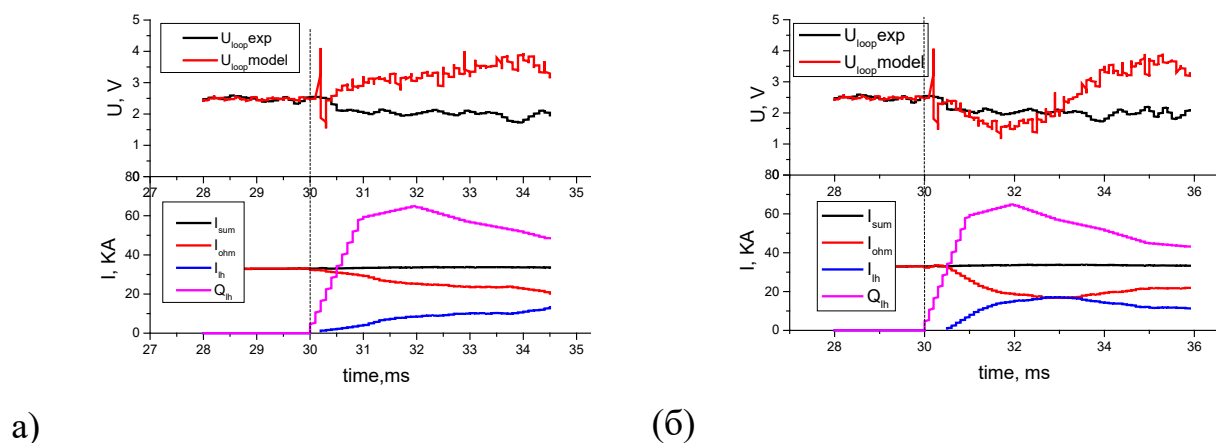 5
4
3
2
1
80
U, V
U_loop exp
U_loop model
27 28 29 30 31 32 33 34 35
60
40
20
0
I, KA
I_sum
I_ohm
I_lh
Q_lh
27 28 29 30 31 32 33 34 35
time,ms
а)
5
4
3
2
1
80
U, V
U_loop exp
U_loop model
28 30 32 34 36
60
40
20
0
I, KA
I_sum
I_ohm
I_lh
Q_lh
28 30 32 34 36
time, ms
(б)